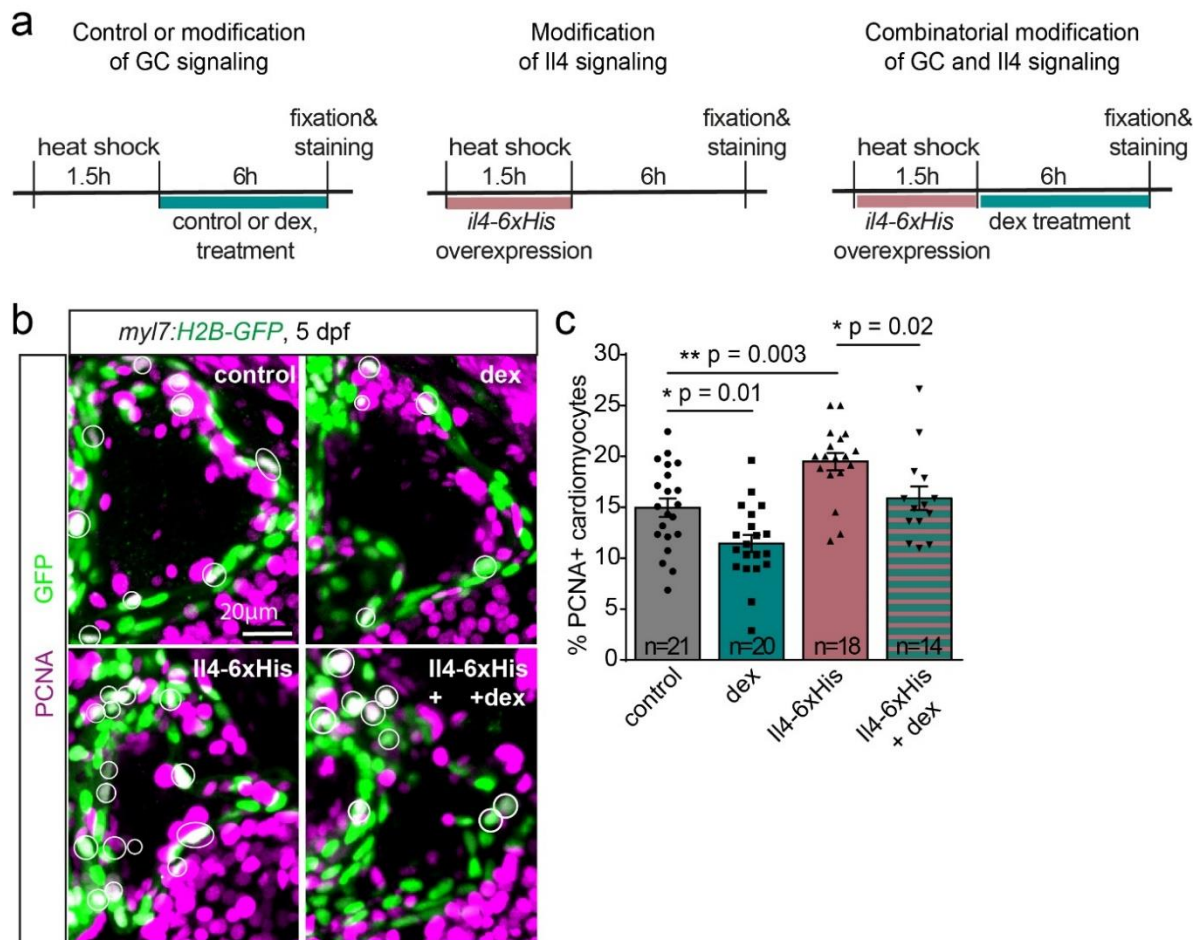 a
Control or modification
of GC signaling
heat shock
1.5h
6h
fixation&
staining
control or dex,
treatment
Modification
of Il4 signaling
heat shock
1.5h
6h
fixation&
staining
il4-6xHis
overexpression
Combinatorial modification
of GC and Il4 signaling
heat shock
1.5h
6h
fixation&
staining
il4-6xHis
overexpression
dex treatment
b
myl7:H2B-GFP, 5 dpf
PCNA GFP
control
20µm
dex
Il4-6xHis
Il4-6xHis
+ +dex
c
% PCNA+ cardiomyocytes
30
25
20
15
10
5
0
* p = 0.02
** p = 0.003
* p = 0.01
n=21
n=20
n=18
n=14
control
dex
Il4-6xHis
Il4-6xHis
+ dex